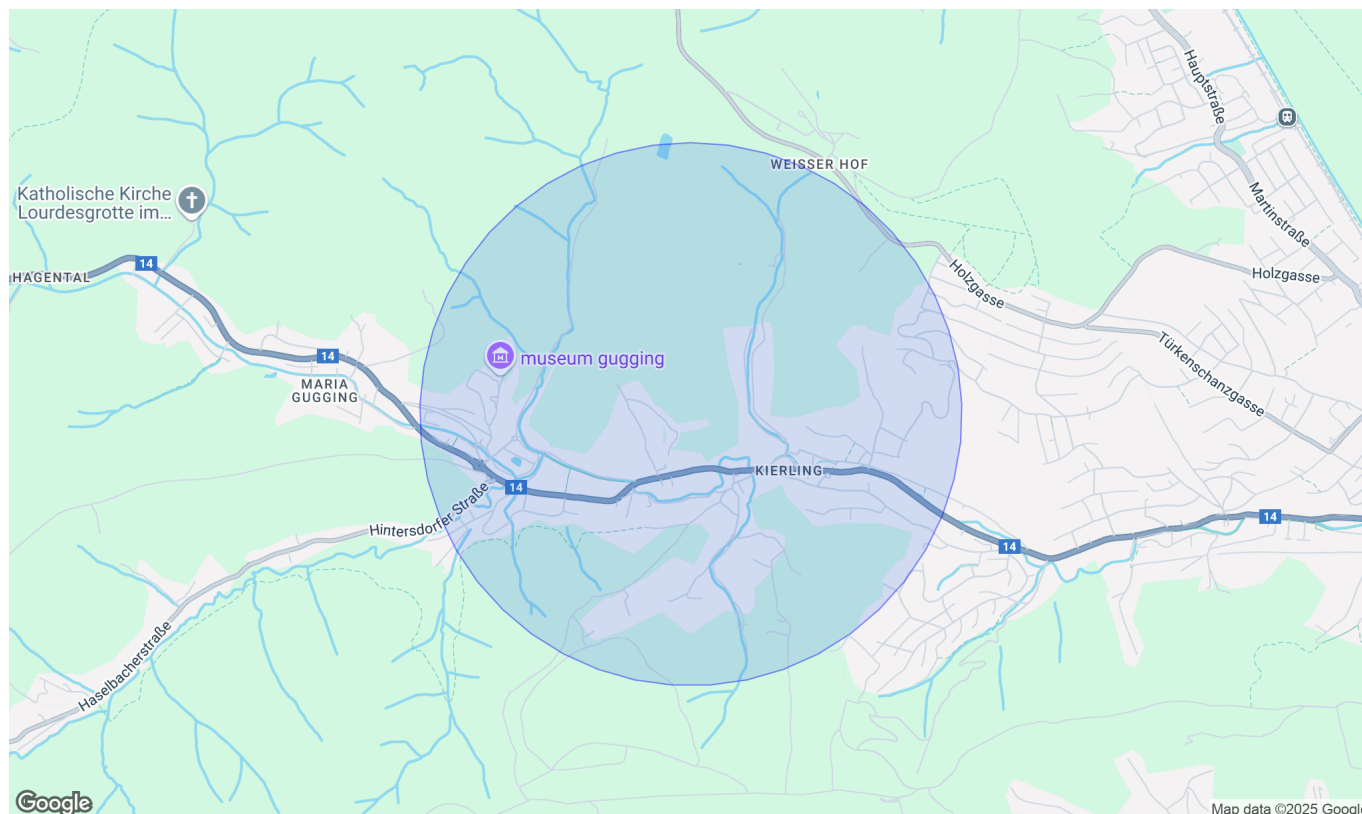 Hauptstraße
WEISSER HOF
Katholische Kirche
Lourdesgrotte im...
Martinstraße
14
HAGENTAL
Holzgasse
Holzgasse
14
museum gugging
Türkenschanzgasse
MARIA
GUGGING
KIERLING
14
Hintersdorfer Straße
14
14
Haselbacherstraße
Google
Map data ©2025 Google